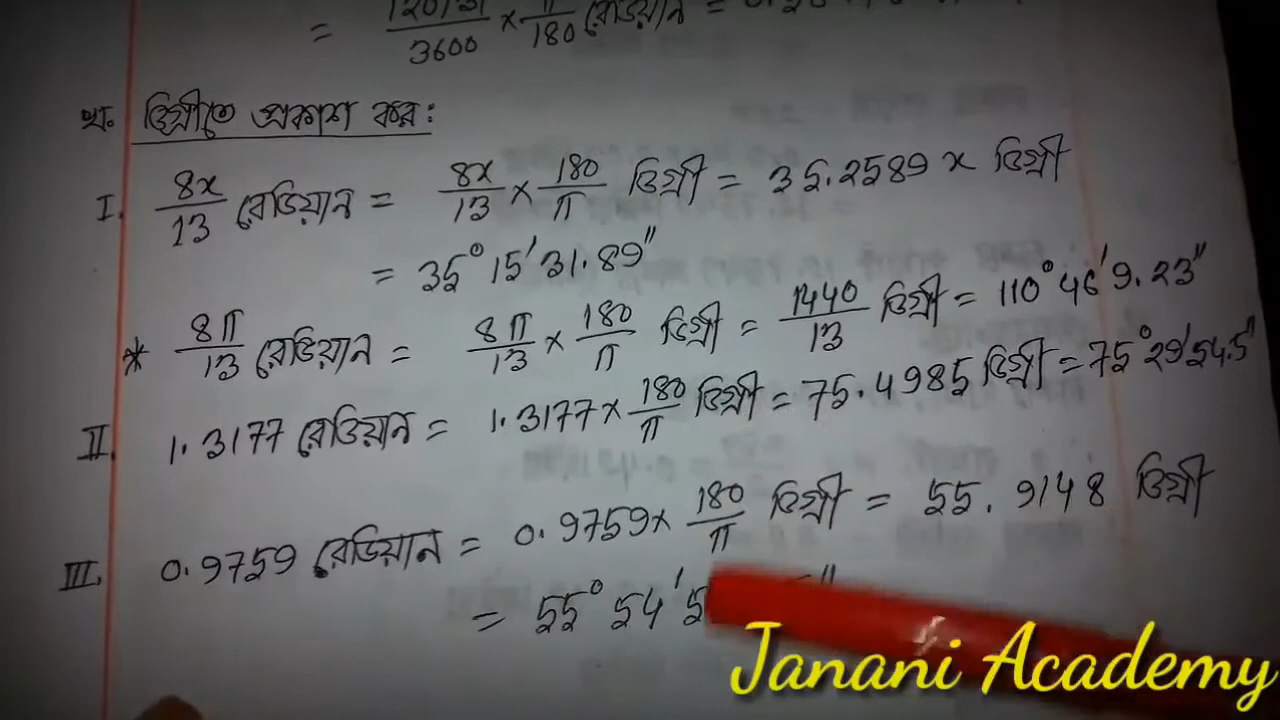 = 3600 × π/180 রেডিয়ান =
খ. ডিগ্রীতে প্রকাশ কর:
I. 8x/13 রেডিয়ান = 8x/13 × 180/π ডিগ্রী = 35.2589 x ডিগ্রী
= 35° 15′ 31.89″
* 8π/13 রেডিয়ান = 8π/13 × 180/π ডিগ্রী = 1440/13 ডিগ্রী = 110° 46′ 9.23″
II. 1.3177 রেডিয়ান = 1.3177 × 180/π ডিগ্রী = 75.4985 ডিগ্রী = 75° 29′ 54.5″
III. 0.9759 রেডিয়ান = 0.9759 × 180/π ডিগ্রী = 55.9148 ডিগ্রী
= 55° 54′
Janani Academy